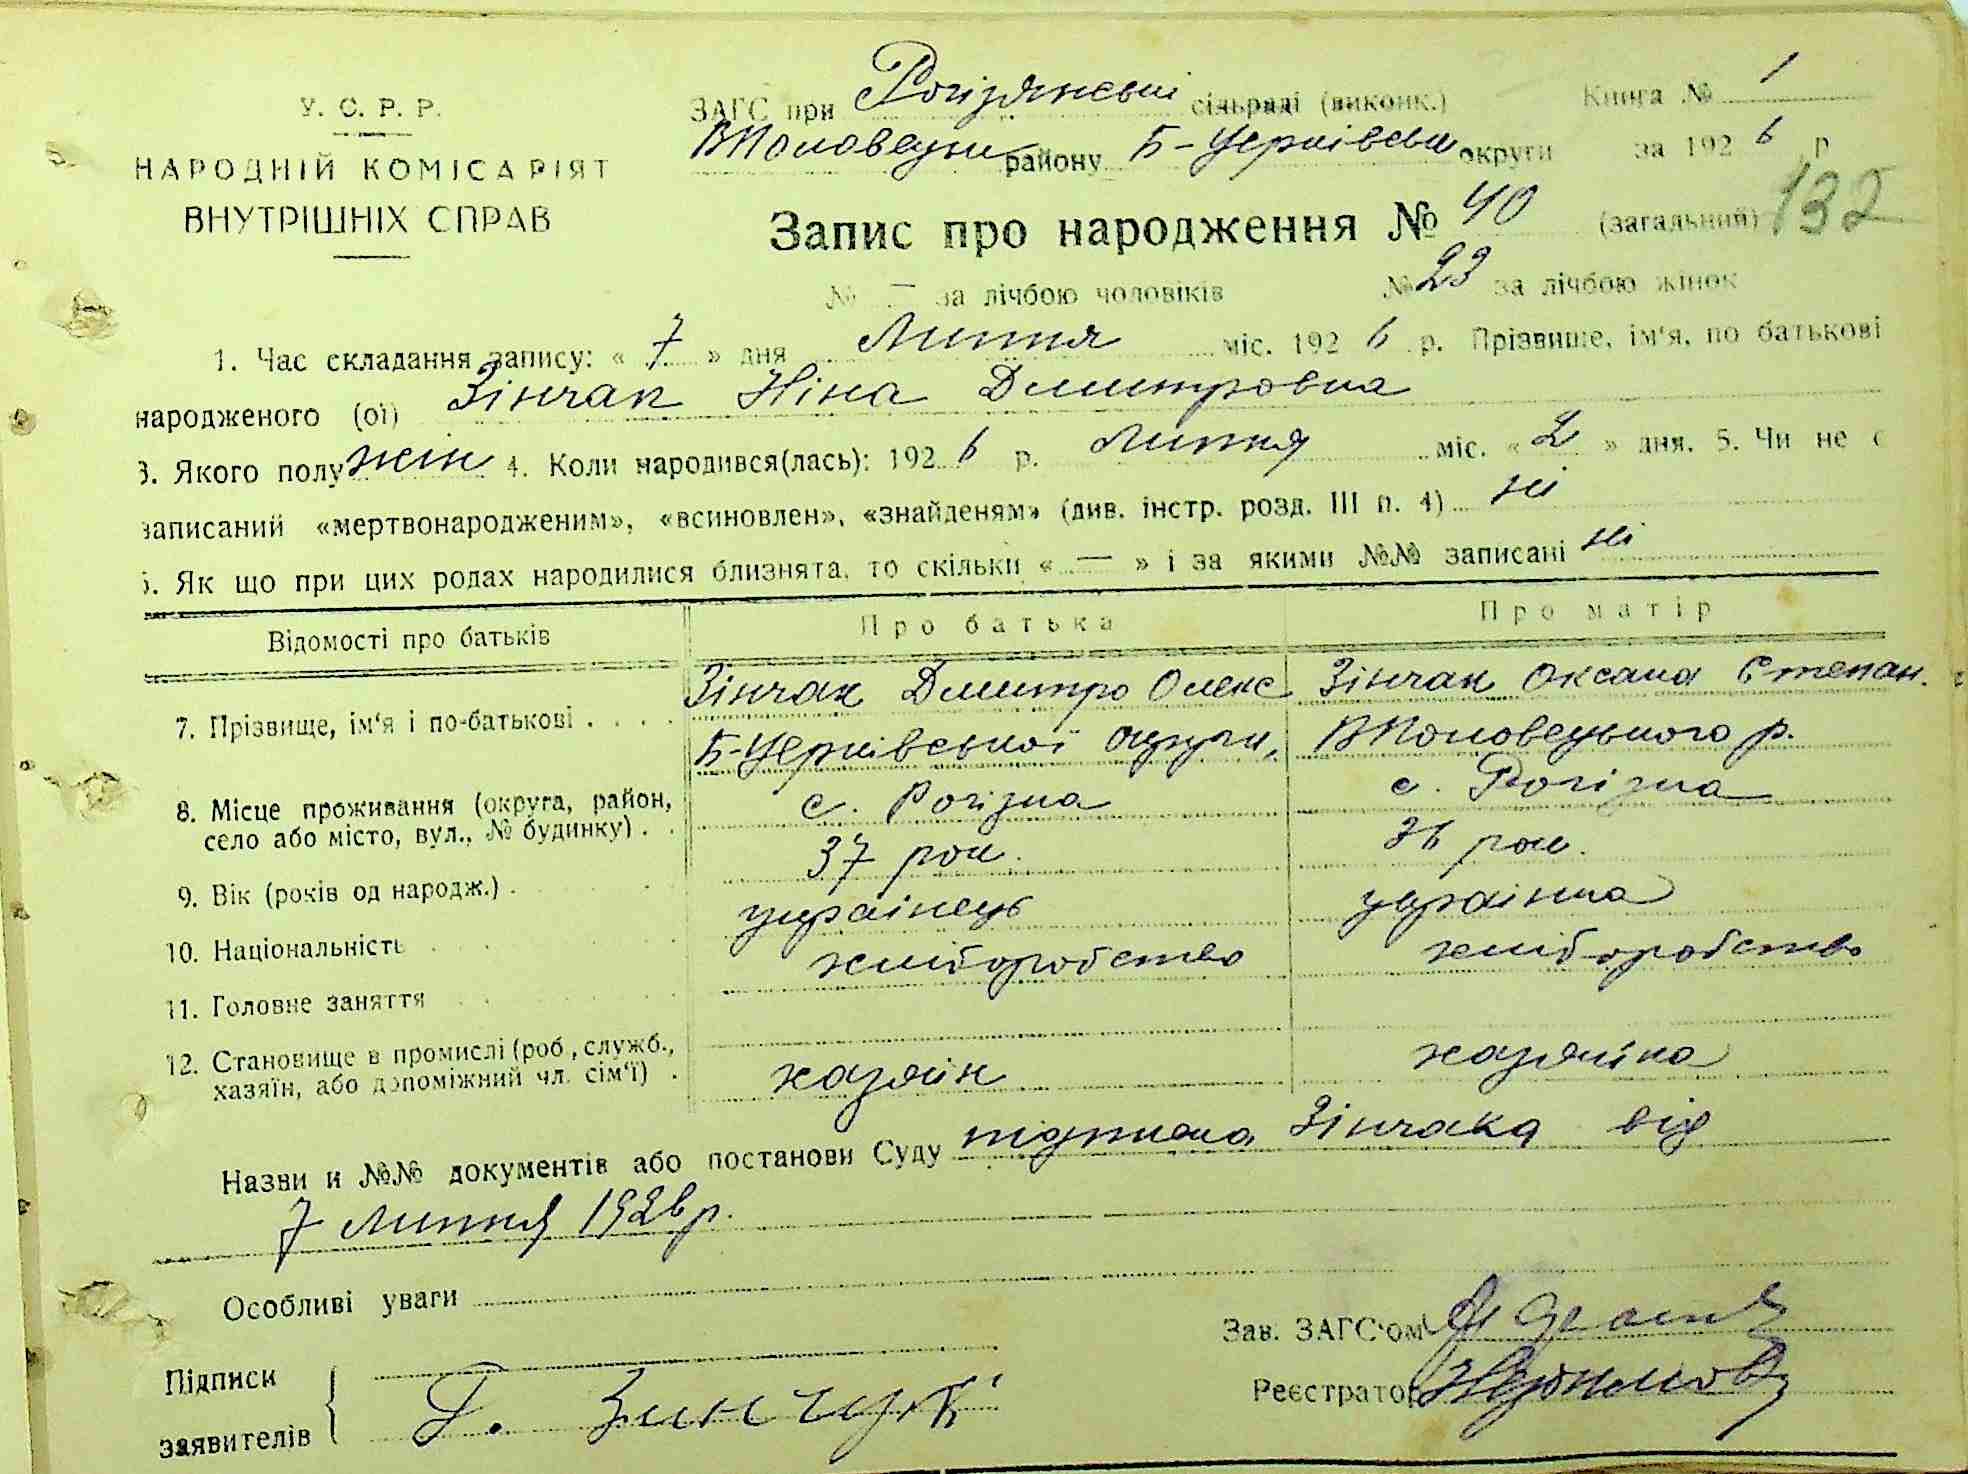 У. С. Р. Р.
НАРОДНІЙ КОМІСАРІЯТ
ВНУТРІШНІХ СПРАВ
ЗАГС при Рогізянські сільраді (виконк.) Книга № 1
ВПоловецьк району Б-Церківськ округи за 192 6 р
Запис про народження № 40 (загальний) 132
№ — за лічбою чоловіків № 23 за лічбою жінок
1. Час складання запису: « 7 » дня Липня міс. 192 6 р. Прізвище, ім'я, по батькові
народженого (ої) Зінчак Ніна Дмитровна
3. Якого полу жін 4. Коли народився(лась): 192 6 р. Липня міс. « 2 » дня. 5. Чи не є
записаний «мертвонародженим», «всиновлен», «знайденям» (див. інстр. розд. III п. 4) ні
6. Як що при цих родах народилися близнята, то скільки « — » і за якими №№ записані ні
Відомості про батьків Про батька Про матір
7. Прізвище, ім'я і по-батькові . . . . Зінчак Дмитро Олекс Зінчак Оксана Степан.
Б-Церківської округи, ВПоловецького р.
8. Місце проживання (округа, район, с. Рогізна с. Рогізна
село або місто, вул., № будинку) . .
9. Вік (років од народж.) . 37 рок. 36 рок.
10. Національність українець українка
11. Головне заняття хліборобство хліборобство
12. Становище в промислі (роб., служб.,
хазяїн, або допоміжний чл. сім'ї) . хазяїн хазяйка
Назви и №№ документів або постанови Суду підписка Зінчака від
7 липня 1926 р.
Особливі уваги
Зав. ЗАГС'ом
Підписи
Реєстратор
заявителів Д. Зинчук